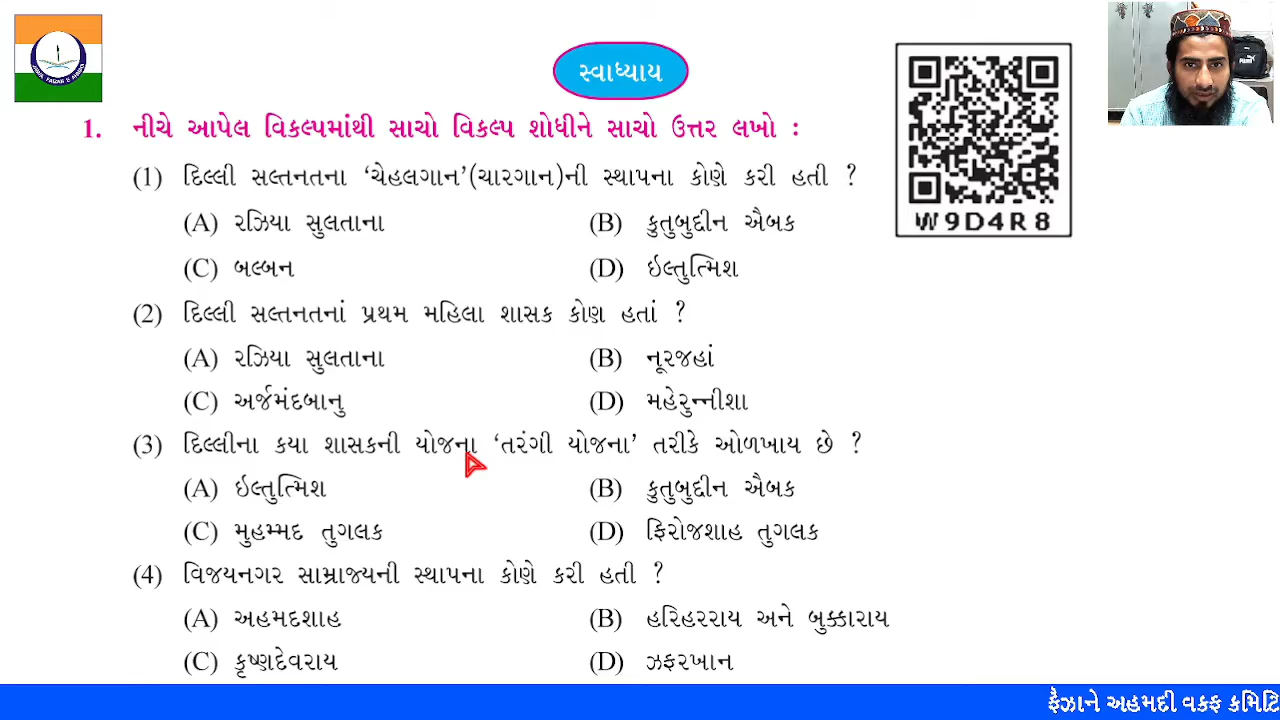 સ્વાધ્યાય
1. નીચે આપેલ વિકલ્પમાંથી સાચો વિકલ્પ શોધીને સાચો ઉત્તર લખો :
(1) દિલ્લી સલ્તનતના ‘ચેહલગાન’(ચારગાન)ની સ્થાપના કોણે કરી હતી ?
(A) રઝિયા સુલતાના (B) કુતુબુદ્દીન ઐબક
(C) બલ્બન (D) ઇલ્તુત્મિશ
(2) દિલ્લી સલ્તનતનાં પ્રથમ મહિલા શાસક કોણ હતાં ?
(A) રઝિયા સુલતાના (B) નૂરજહાં
(C) અર્જમંદબાનુ (D) મહેરુન્નીશા
(3) દિલ્લીના કયા શાસકની યોજના ‘તરંગી યોજના’ તરીકે ઓળખાય છે ?
(A) ઇલ્તુત્મિશ (B) કુતુબુદ્દીન ઐબક
(C) મુહમ્મદ તુગલક (D) ફિરોજશાહ તુગલક
(4) વિજયનગર સામ્રાજ્યની સ્થાપના કોણે કરી હતી ?
(A) અહમદશાહ (B) હરિહરરાય અને બુક્કારાય
(C) કૃષ્ણદેવરાય (D) ઝફરખાન
W9D4R8
ફૈઝાને અહમદી વકફ કમિટિ